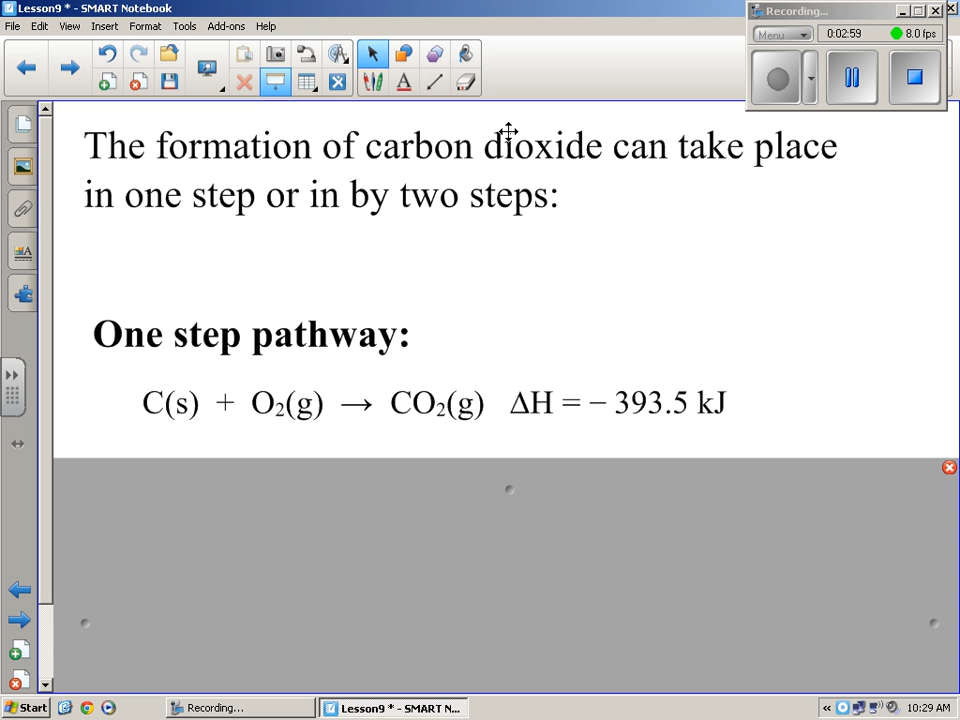 Lesson9 * - SMART Notebook
File Edit View Insert Format Tools Add-ons Help
Recording...
Menu 0:02:59 8.0 fps
The formation of carbon dioxide can take place
in one step or in by two steps:
One step pathway:
C(s) + O₂(g) → CO₂(g) ΔH = − 393.5 kJ
Start Recording... Lesson9 * - SMART N... « 10:29 AM